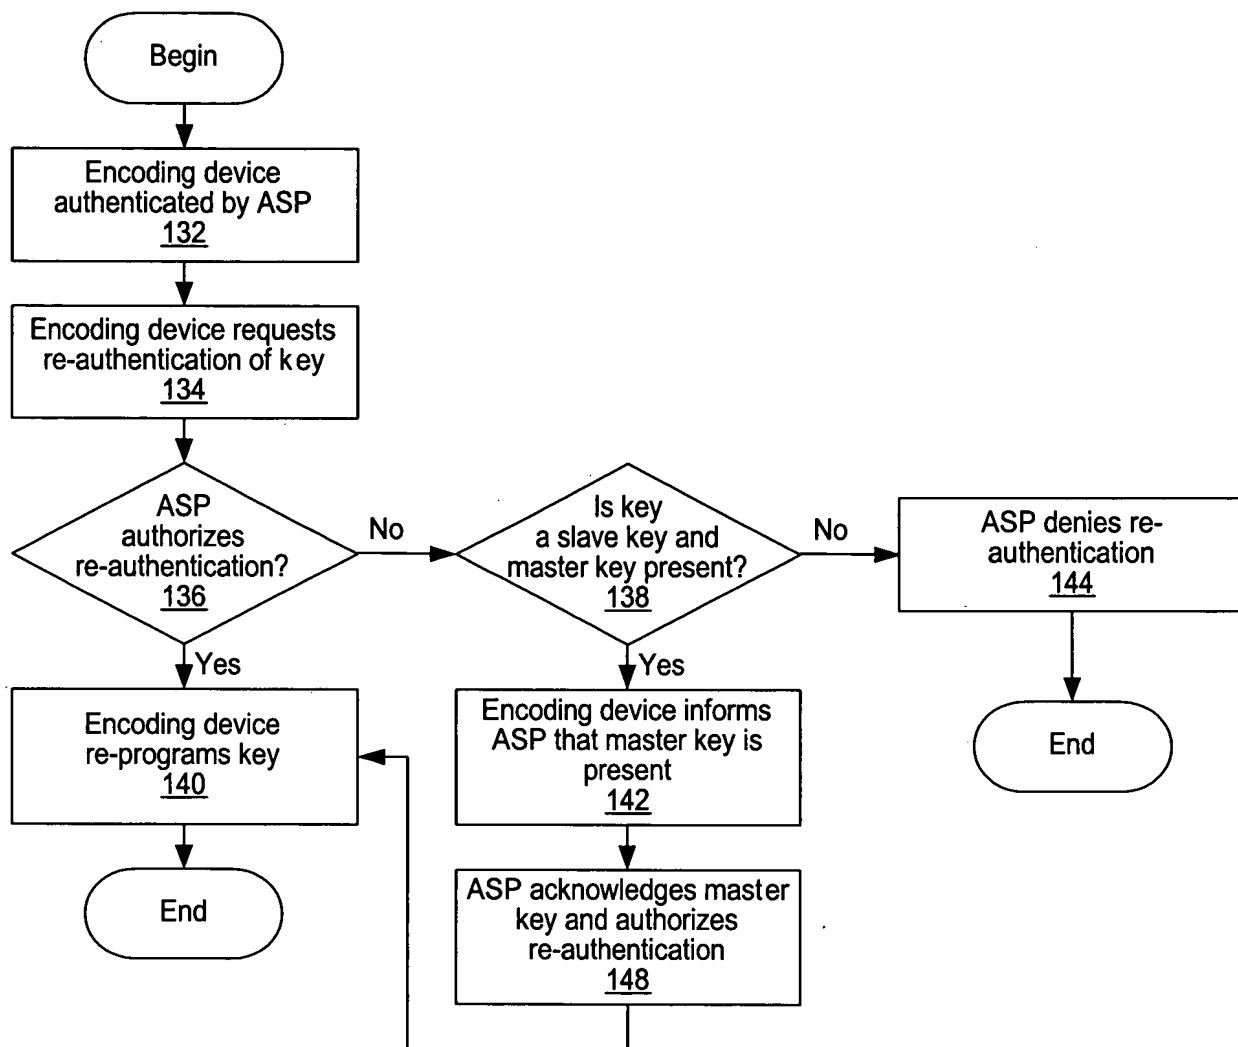 Begin
Encoding device
authenticated by ASP
132
Encoding device requests
re-authentication of key
134
ASP
authorizes
re-authentication?
136
No
Is key
a slave key and
master key present?
138
No
ASP denies re-
authentication
144
Yes
Encoding device
re-programs key
140
Yes
Encoding device informs
ASP that master key is
present
142
End
End
ASP acknowledges master
key and authorizes
re-authentication
148